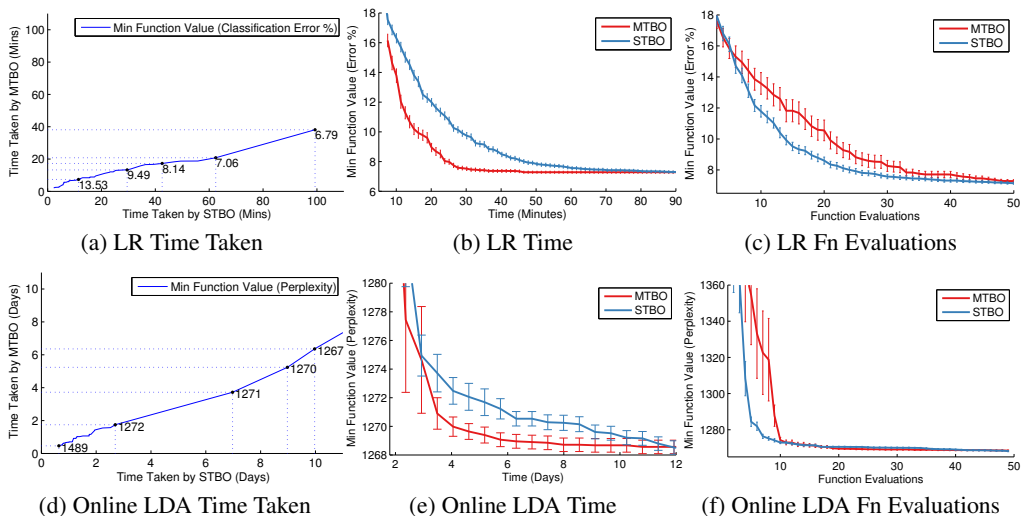 Min Function Value (Classification Error %)
Time Taken by MTBO (Mins)
100
80
60
40
20
0
13.53
9.49
8.14
7.06
6.79
0 20 40 60 80 100
Time Taken by STBO (Mins)
(a) LR Time Taken
MTBO
STBO
Min Function Value (Error %)
18
16
14
12
10
8
6
10 20 30 40 50 60 70 80 90
Time (Minutes)
(b) LR Time
MTBO
STBO
Min Function Value (Error %)
18
16
14
12
10
8
10 20 30 40 50
Function Evaluations
(c) LR Fn Evaluations
Min Function Value (Perplexity)
Time Taken by MTBO (Days)
10
8
6
4
2
0
1489
1272
1271
1270
1267
0 2 4 6 8 10
Time Taken by STBO (Days)
(d) Online LDA Time Taken
MTBO
STBO
Min Function Value (Perplexity)
1280
1278
1276
1274
1272
1270
1268
2 4 6 8 10 12
Time (Days)
(e) Online LDA Time
MTBO
STBO
Min Function Value (Perplexity)
1360
1340
1320
1300
1280
10 20 30 40 50
Function Evaluations
(f) Online LDA Fn Evaluations